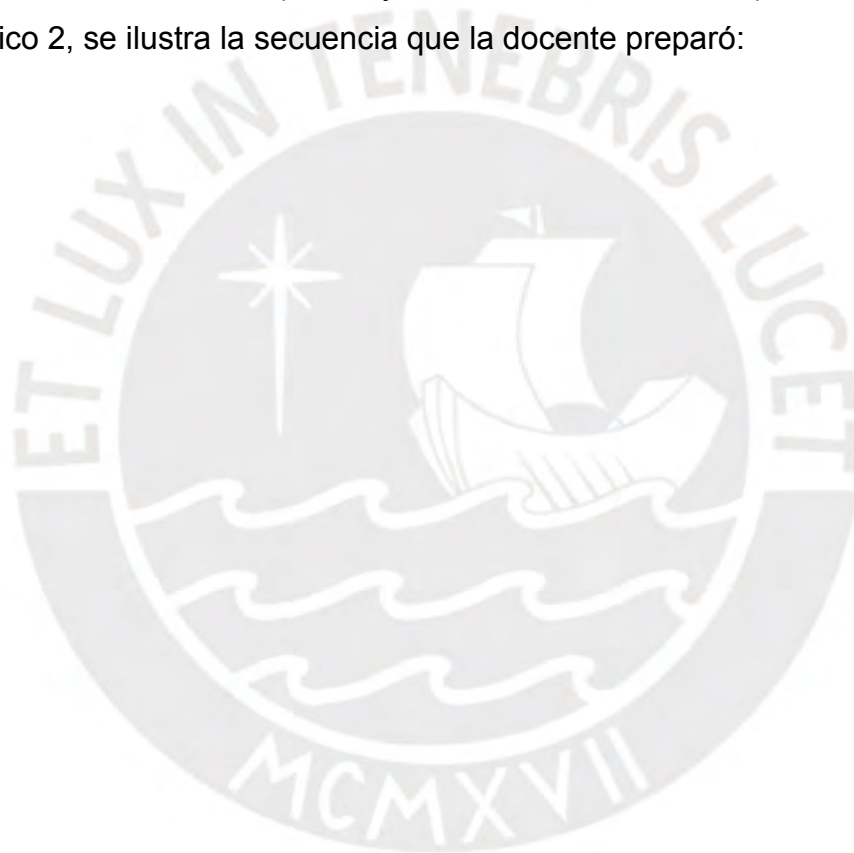 ico 2, se ilustra la secuencia que la docente preparó:
ET LUX IN TENEBRIS LUCET
MCMXVII